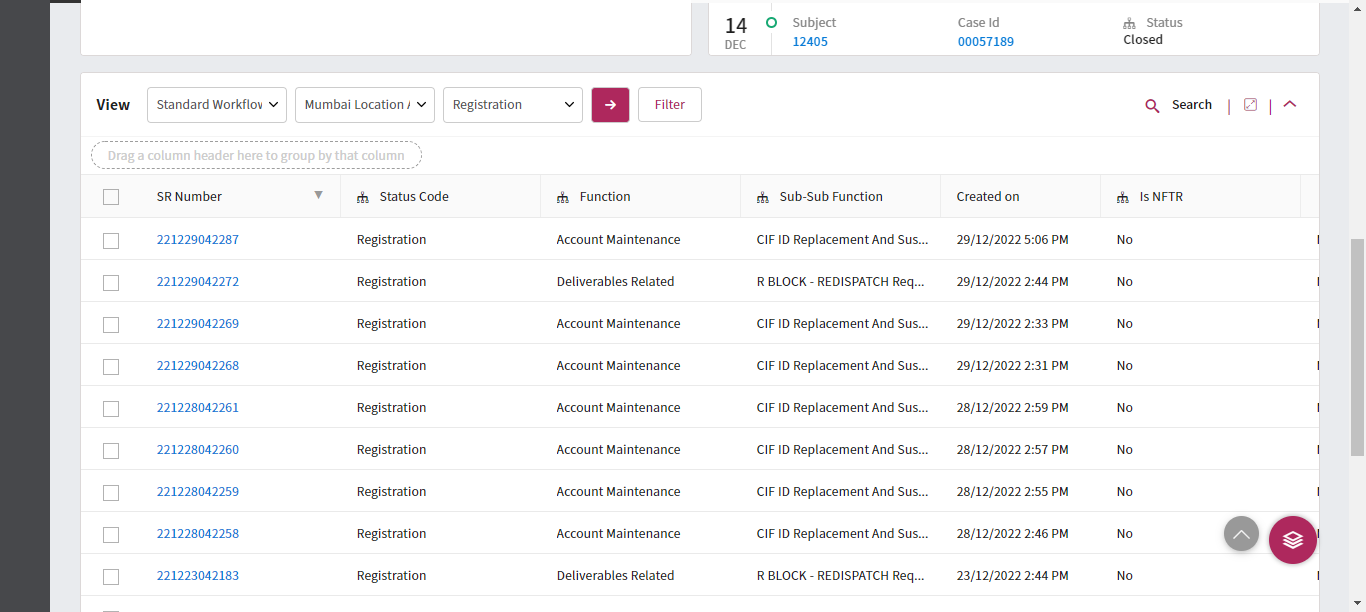 14 Subject Case Id Status
DEC 12405 00057189 Closed
View Standard Workflow Mumbai Location Registration Filter Search
Drag a column header here to group by that column
SR Number Status Code Function Sub-Sub Function Created on Is NFTR
221229042287 Registration Account Maintenance CIF ID Replacement And Sus... 29/12/2022 5:06 PM No
221229042272 Registration Deliverables Related R BLOCK - REDISPATCH Req... 29/12/2022 2:44 PM No
221229042269 Registration Account Maintenance CIF ID Replacement And Sus... 29/12/2022 2:33 PM No
221229042268 Registration Account Maintenance CIF ID Replacement And Sus... 29/12/2022 2:31 PM No
221228042261 Registration Account Maintenance CIF ID Replacement And Sus... 28/12/2022 2:59 PM No
221228042260 Registration Account Maintenance CIF ID Replacement And Sus... 28/12/2022 2:57 PM No
221228042259 Registration Account Maintenance CIF ID Replacement And Sus... 28/12/2022 2:55 PM No
221228042258 Registration Account Maintenance CIF ID Replacement And Sus... 28/12/2022 2:46 PM No
221223042183 Registration Deliverables Related R BLOCK - REDISPATCH Req... 23/12/2022 2:44 PM No